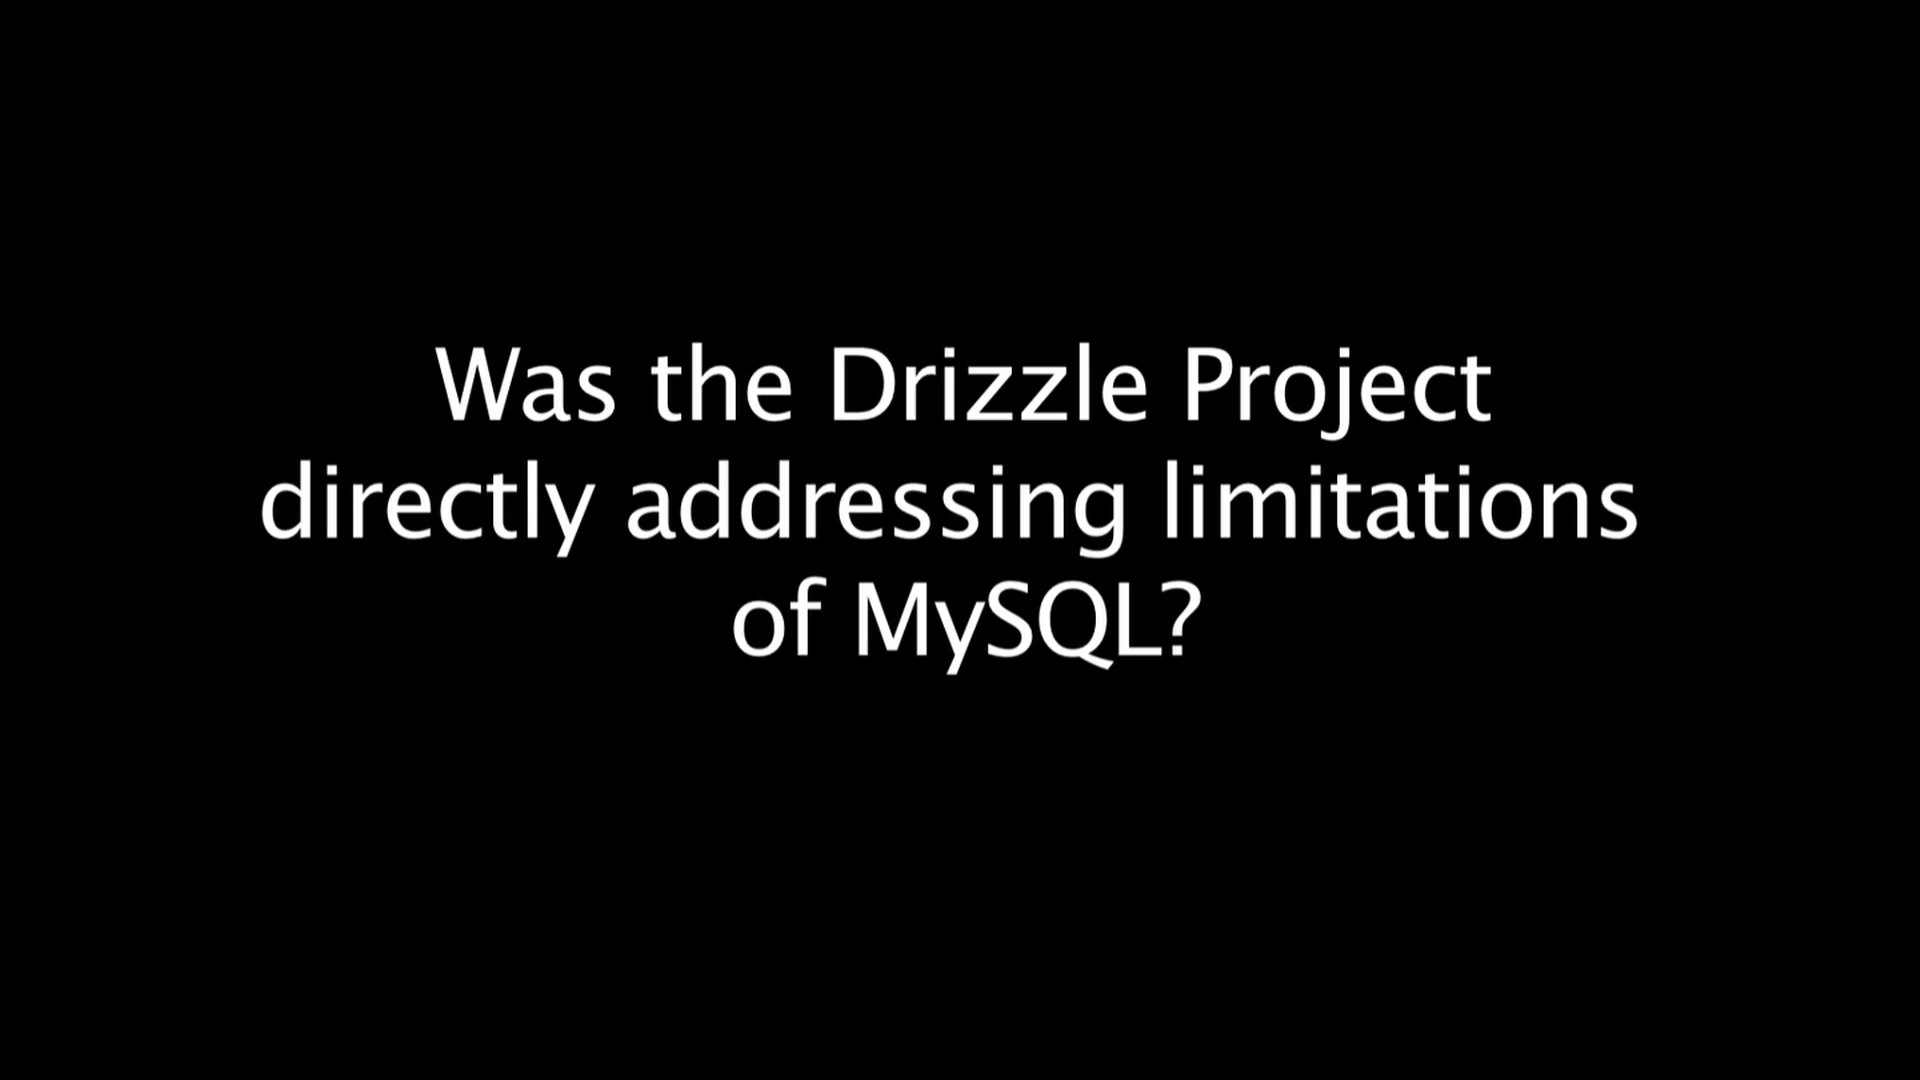 Was the Drizzle Project
directly addressing limitations
of MySQL?